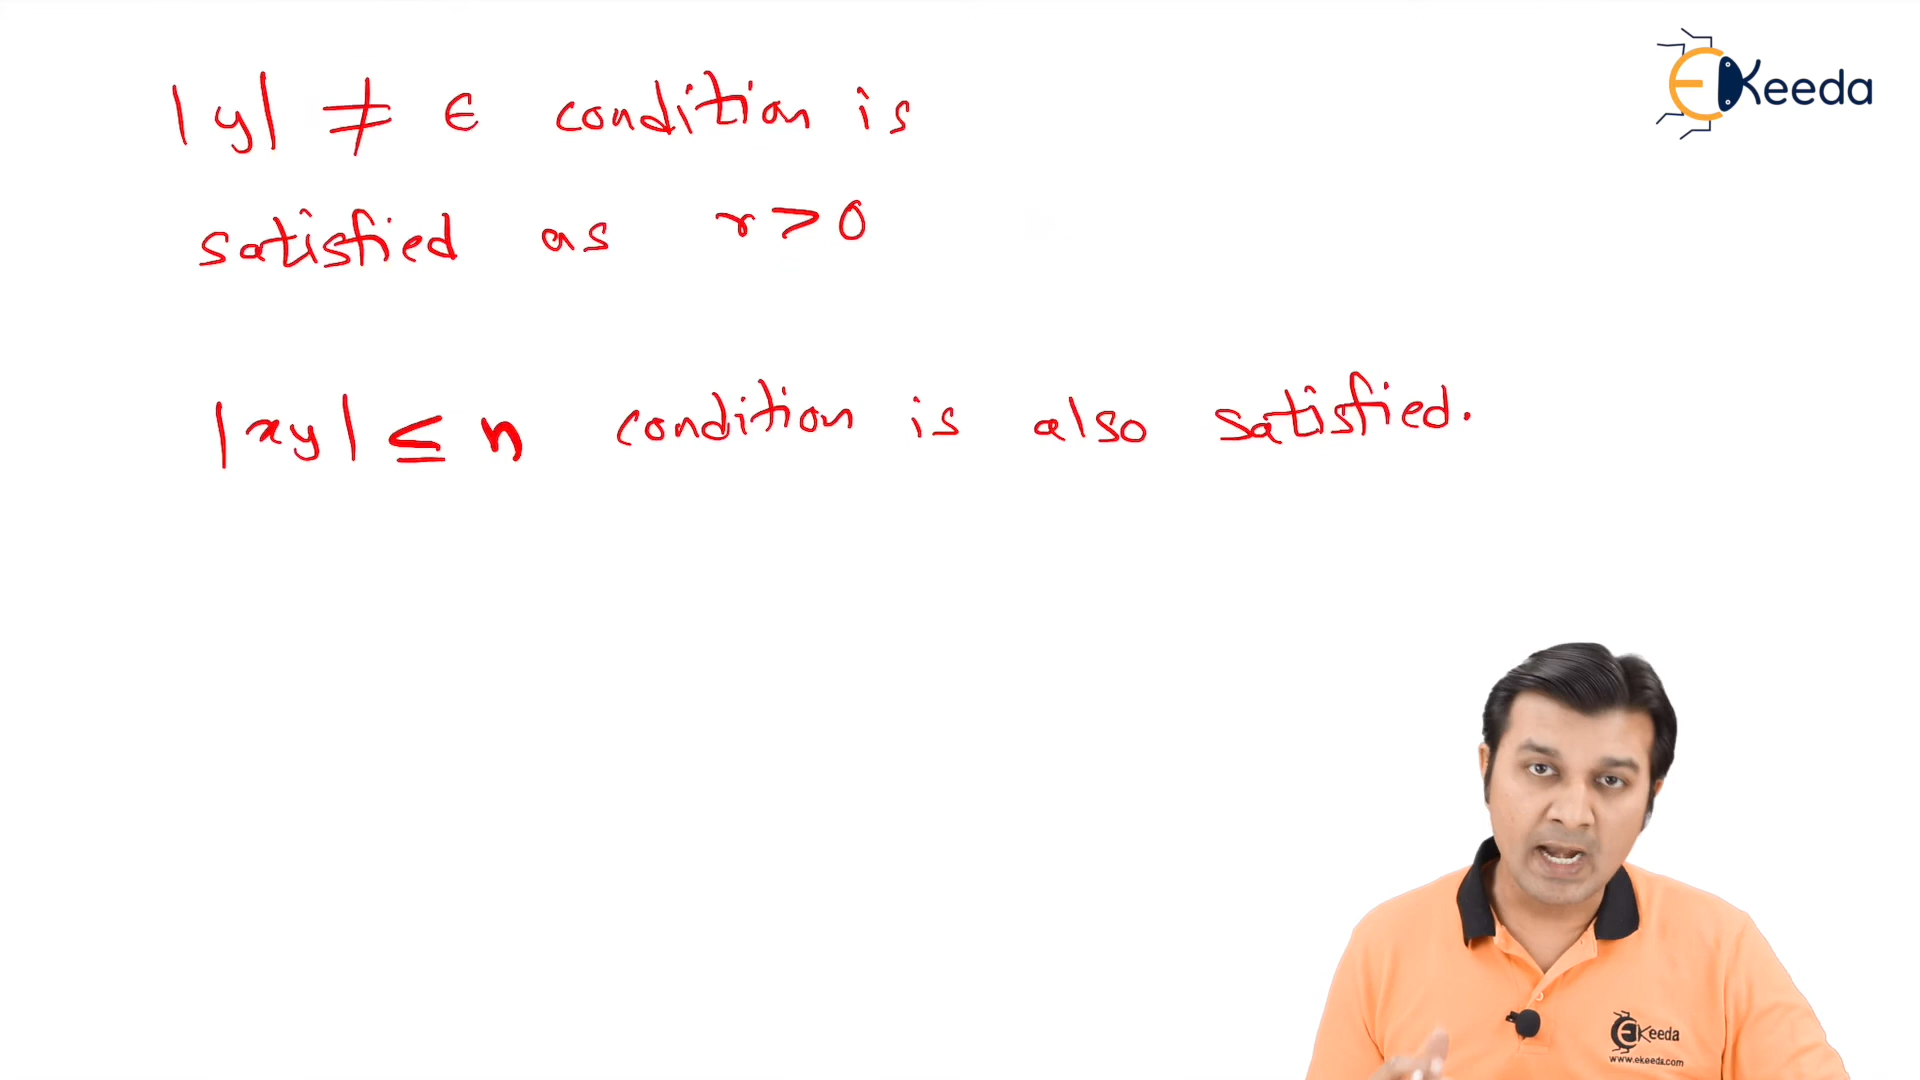 |y| ≠ ϵ condition is
satisfied as r > 0
|xy| ≤ n condition is also satisfied.
EKeeda
EKeeda
www.ekeeda.com